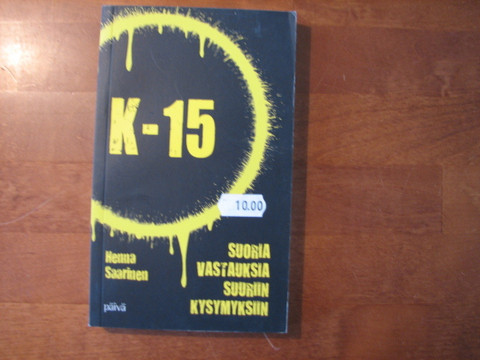 K-15
10.00
Henna
Saarinen
SUORIA
VASTAUKSIA
SUURIIN
KYSYMYKSIIN
päivä